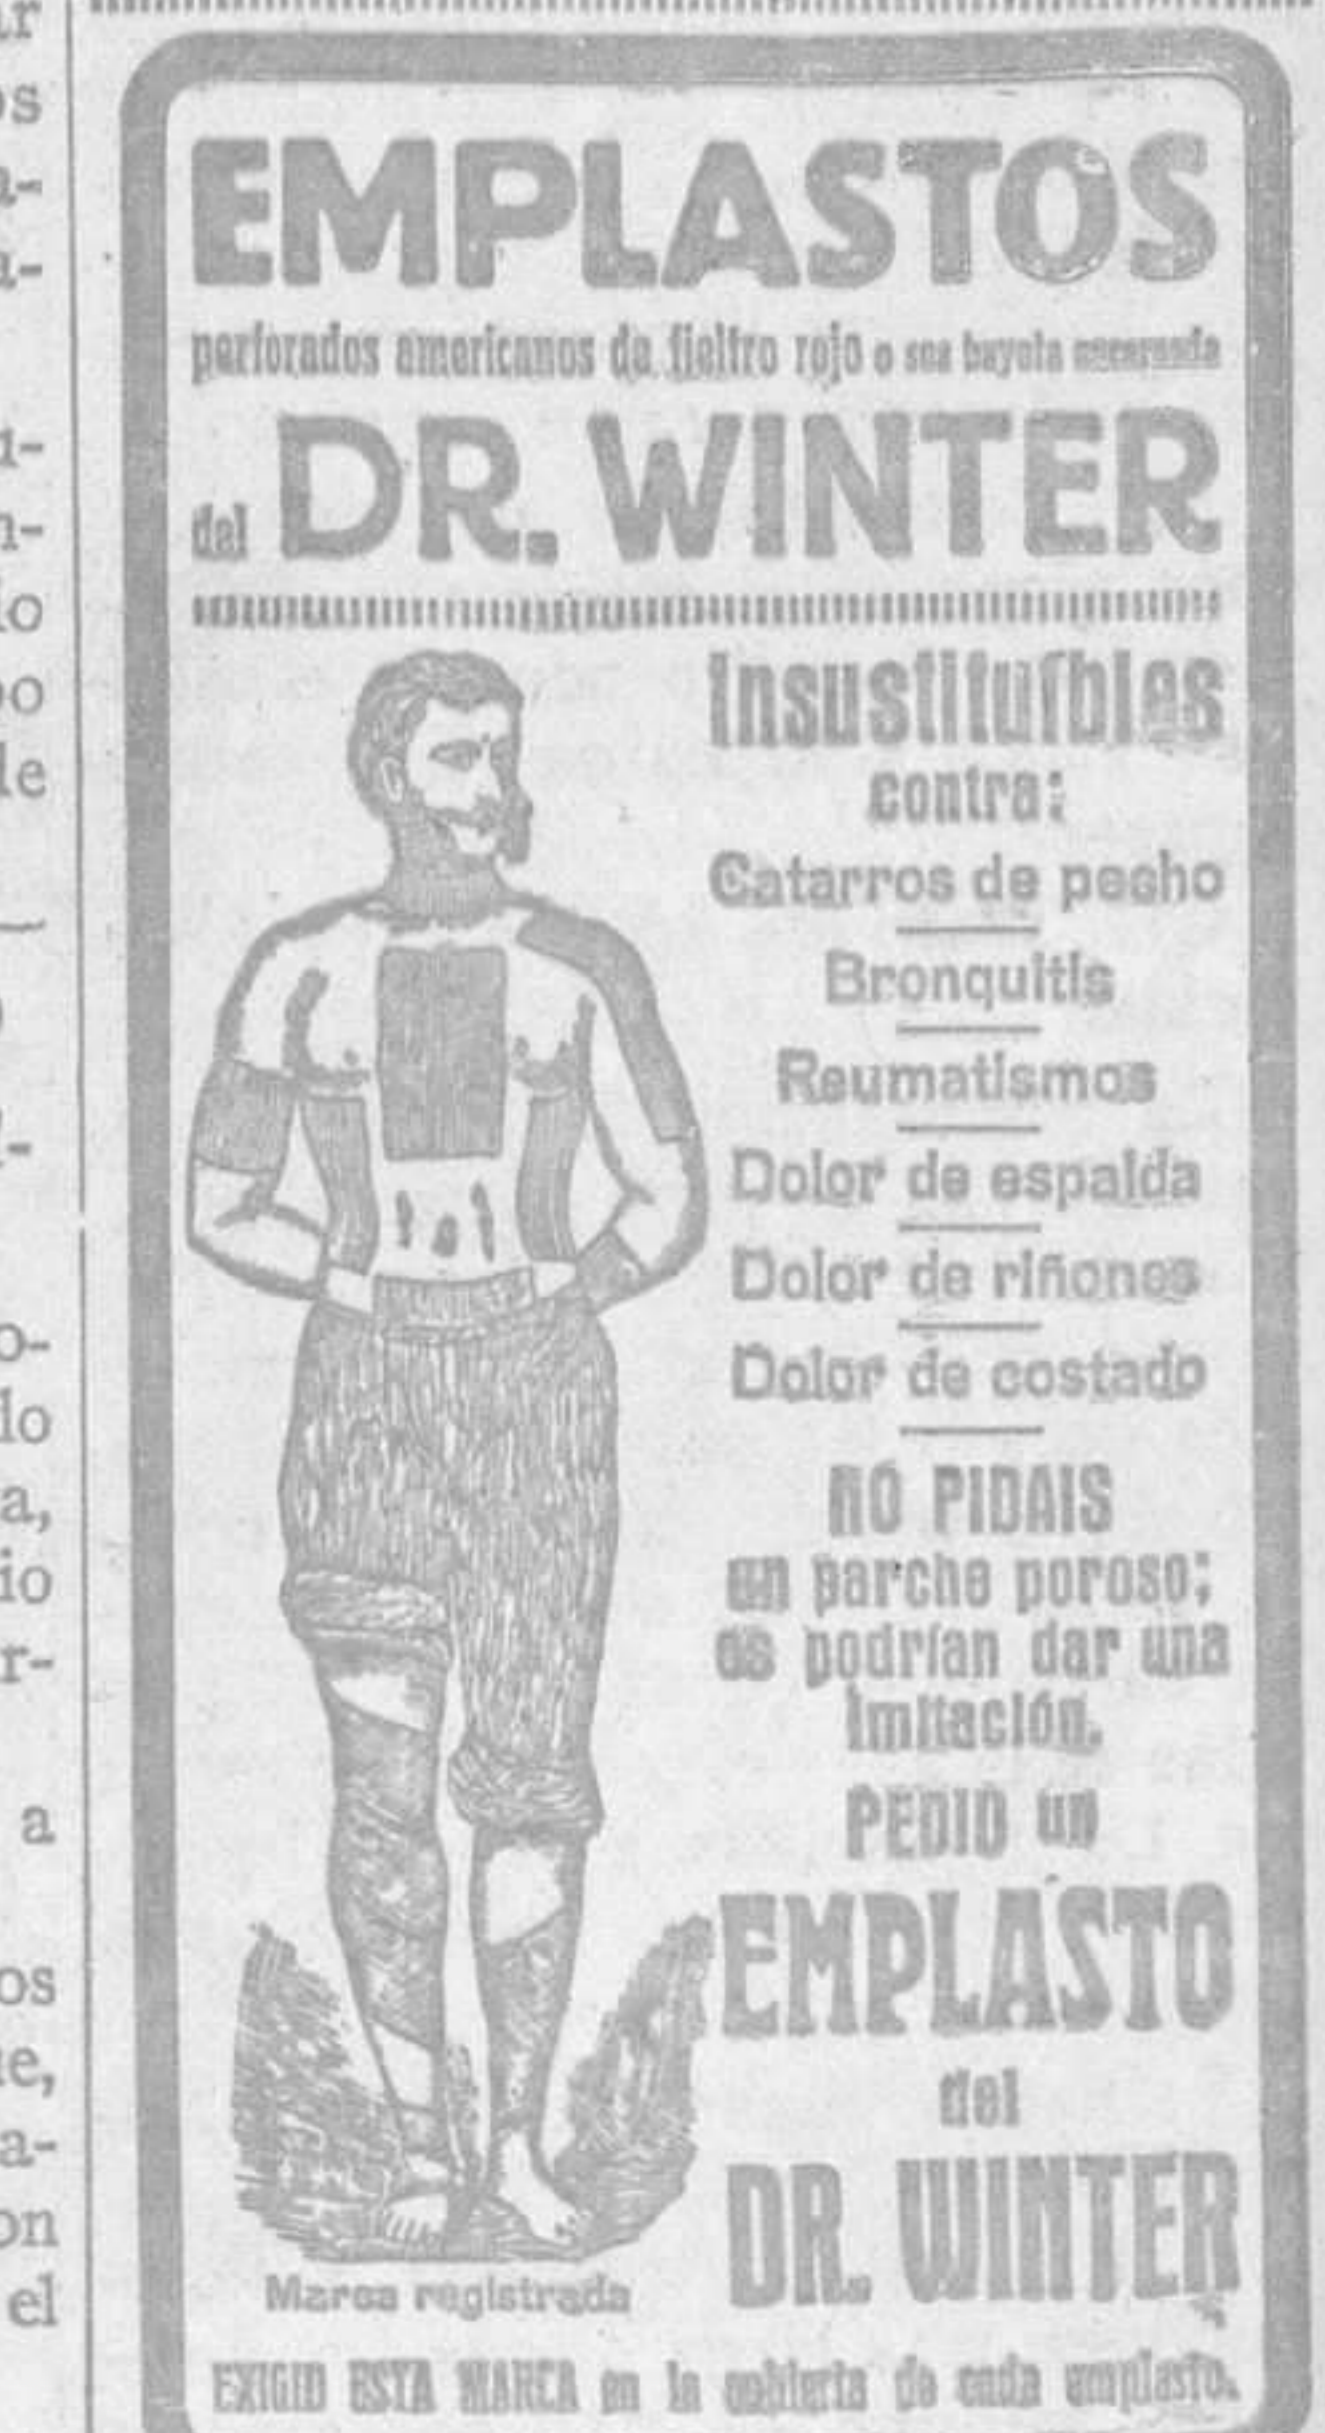 EMPLASTOS
perforados americanos de fieltro rojo o sea bayeta encarnada
del DR. WINTER
Insustituíbles
contra:
Catarros de pecho
Bronquitis
Reumatismos
Dolor de espalda
Dolor de riñones
Dolor de costado
NO PIDAIS
un parche poroso;
os podrían dar una
imitación.
PEDID un
EMPLASTO
del
DR. WINTER
Marca registrada
EXIGID ESTA MARCA en la cubierta de cada emplasto.